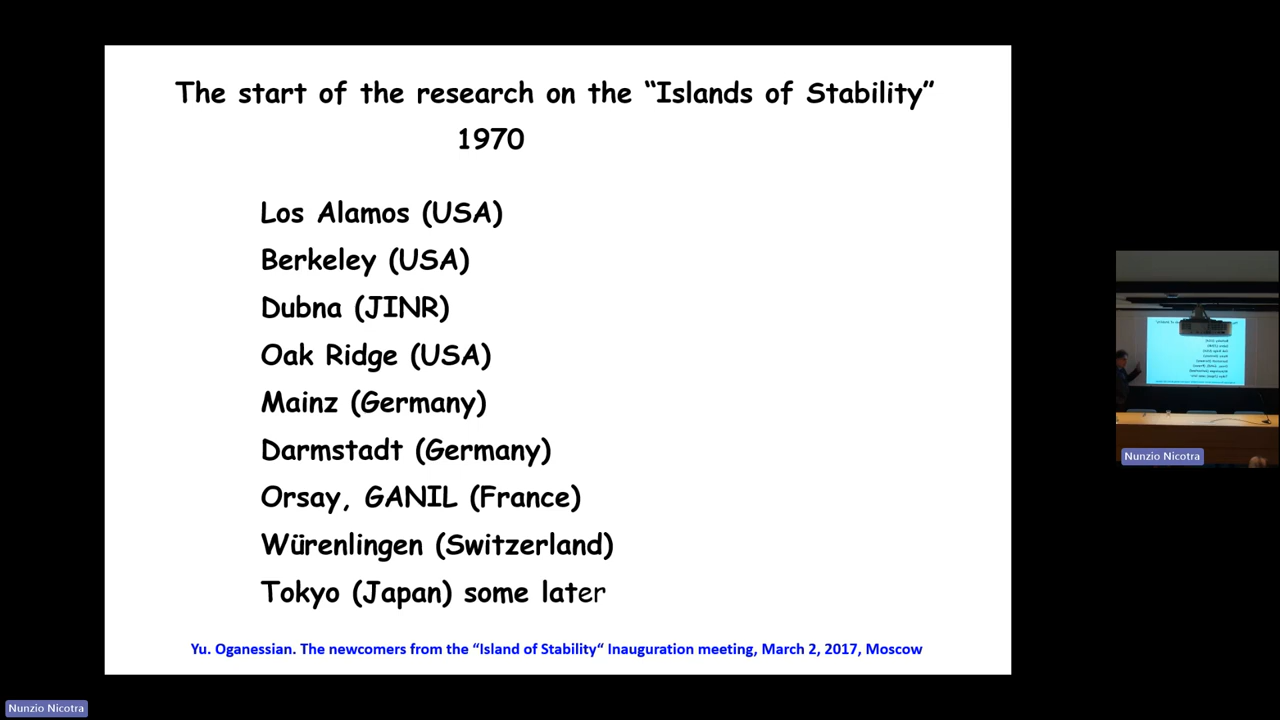 The start of the research on the “Islands of Stability”
1970
Los Alamos (USA)
Berkeley (USA)
Dubna (JINR)
Oak Ridge (USA)
Mainz (Germany)
Darmstadt (Germany)
Orsay, GANIL (France)
Würenlingen (Switzerland)
Tokyo (Japan) some later
Yu. Oganessian. The newcomers from the “Island of Stability“ Inauguration meeting, March 2, 2017, Moscow
Nunzio Nicotra
Nunzio Nicotra